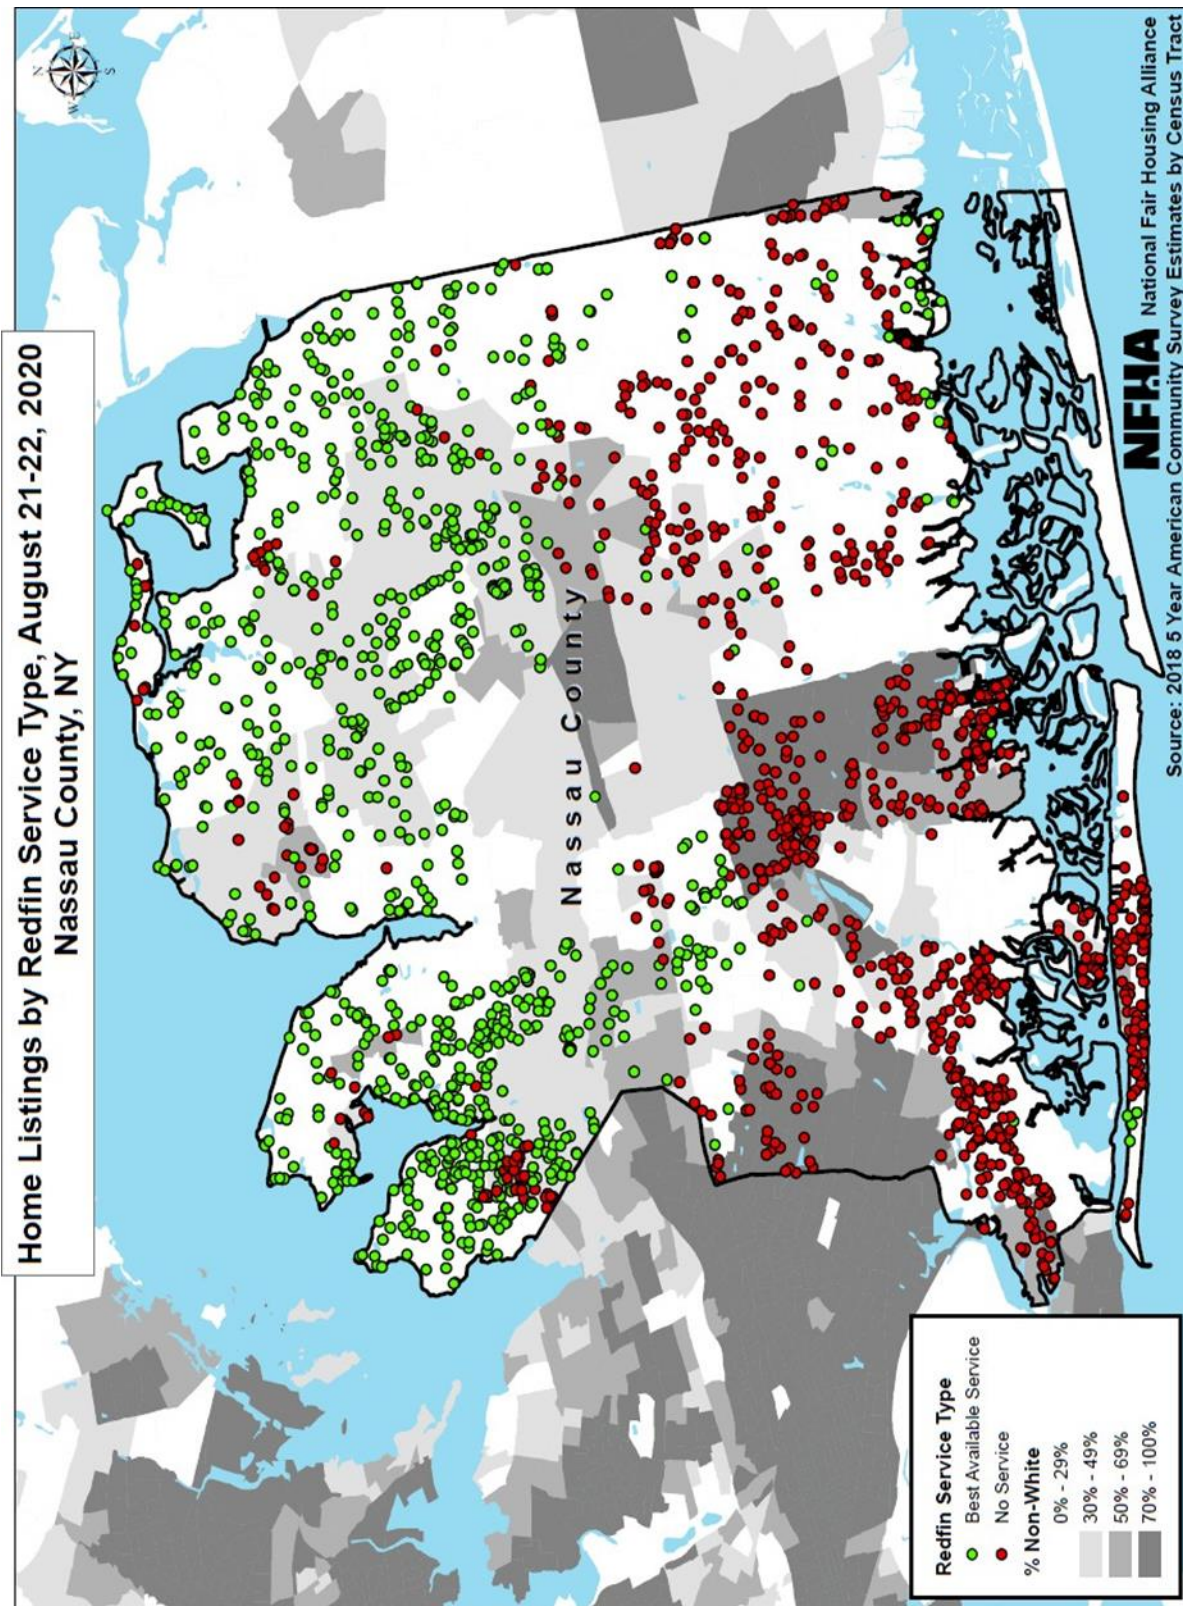 Home Listings by Redfin Service Type, August 21-22, 2020
Nassau County, NY
N
W
E
S
Nassau County
Redfin Service Type
Best Available Service
No Service
% Non-White
0% - 29%
30% - 49%
50% - 69%
70% - 100%
NFHA National Fair Housing Alliance
Source: 2018 5 Year American Community Survey Estimates by Census Tract